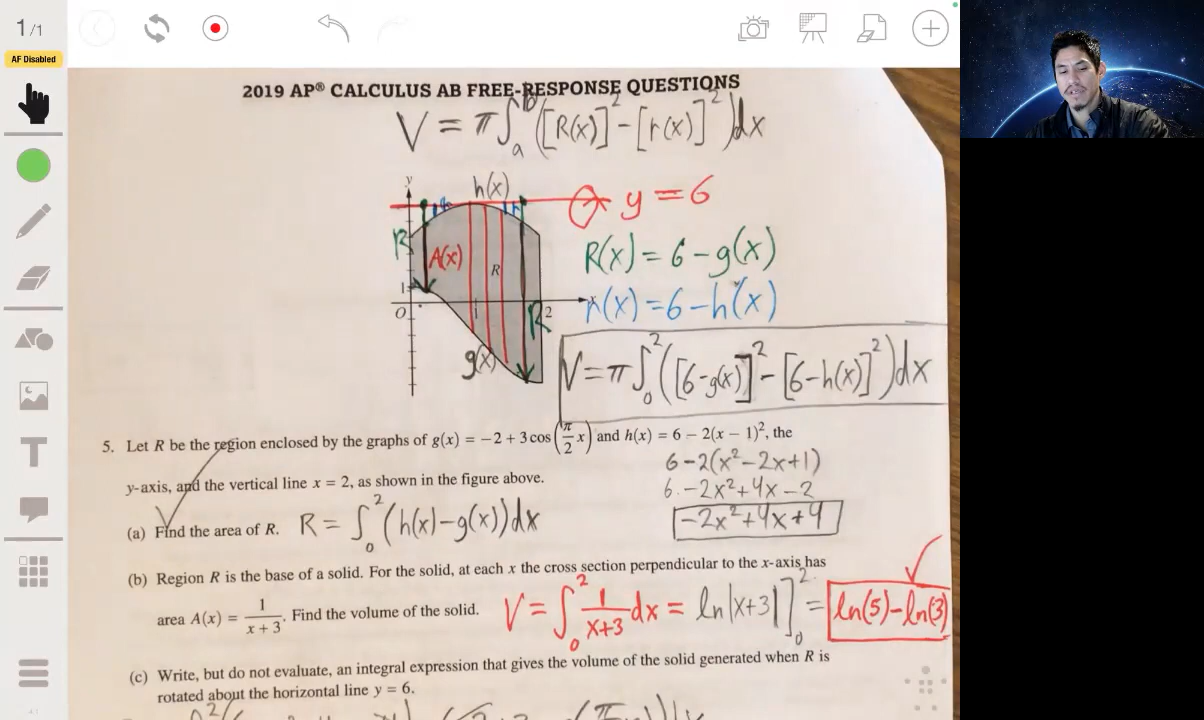 1/1
AF Disabled
2019 AP® CALCULUS AB FREE-RESPONSE QUESTIONS
V = π∫ₐᵇ([R(x)]² - [r(x)]²)dx
y
h(x)
y = 6
R
A(x)
R
R(x) = 6 - g(x)
1
x
r(x) = 6 - h(x)
O
1
R
2
g(x)
V = π∫₀²([6-g(x)]² - [6-h(x)]²)dx
5. Let R be the region enclosed by the graphs of g(x) = −2 + 3 cos(π/2 x) and h(x) = 6 − 2(x − 1)², the
6-2(x²-2x+1)
y-axis, and the vertical line x = 2, as shown in the figure above.
6-2x²+4x-2
(a) Find the area of R. R = ∫₀²(h(x)-g(x))dx
-2x²+4x+4
(b) Region R is the base of a solid. For the solid, at each x the cross section perpendicular to the x-axis has
area A(x) = 1/(x + 3). Find the volume of the solid. V = ∫₀² 1/(x+3) dx = ln|x+3|]₀² = ln(5)-ln(3)
(c) Write, but do not evaluate, an integral expression that gives the volume of the solid generated when R is
rotated about the horizontal line y = 6.
T